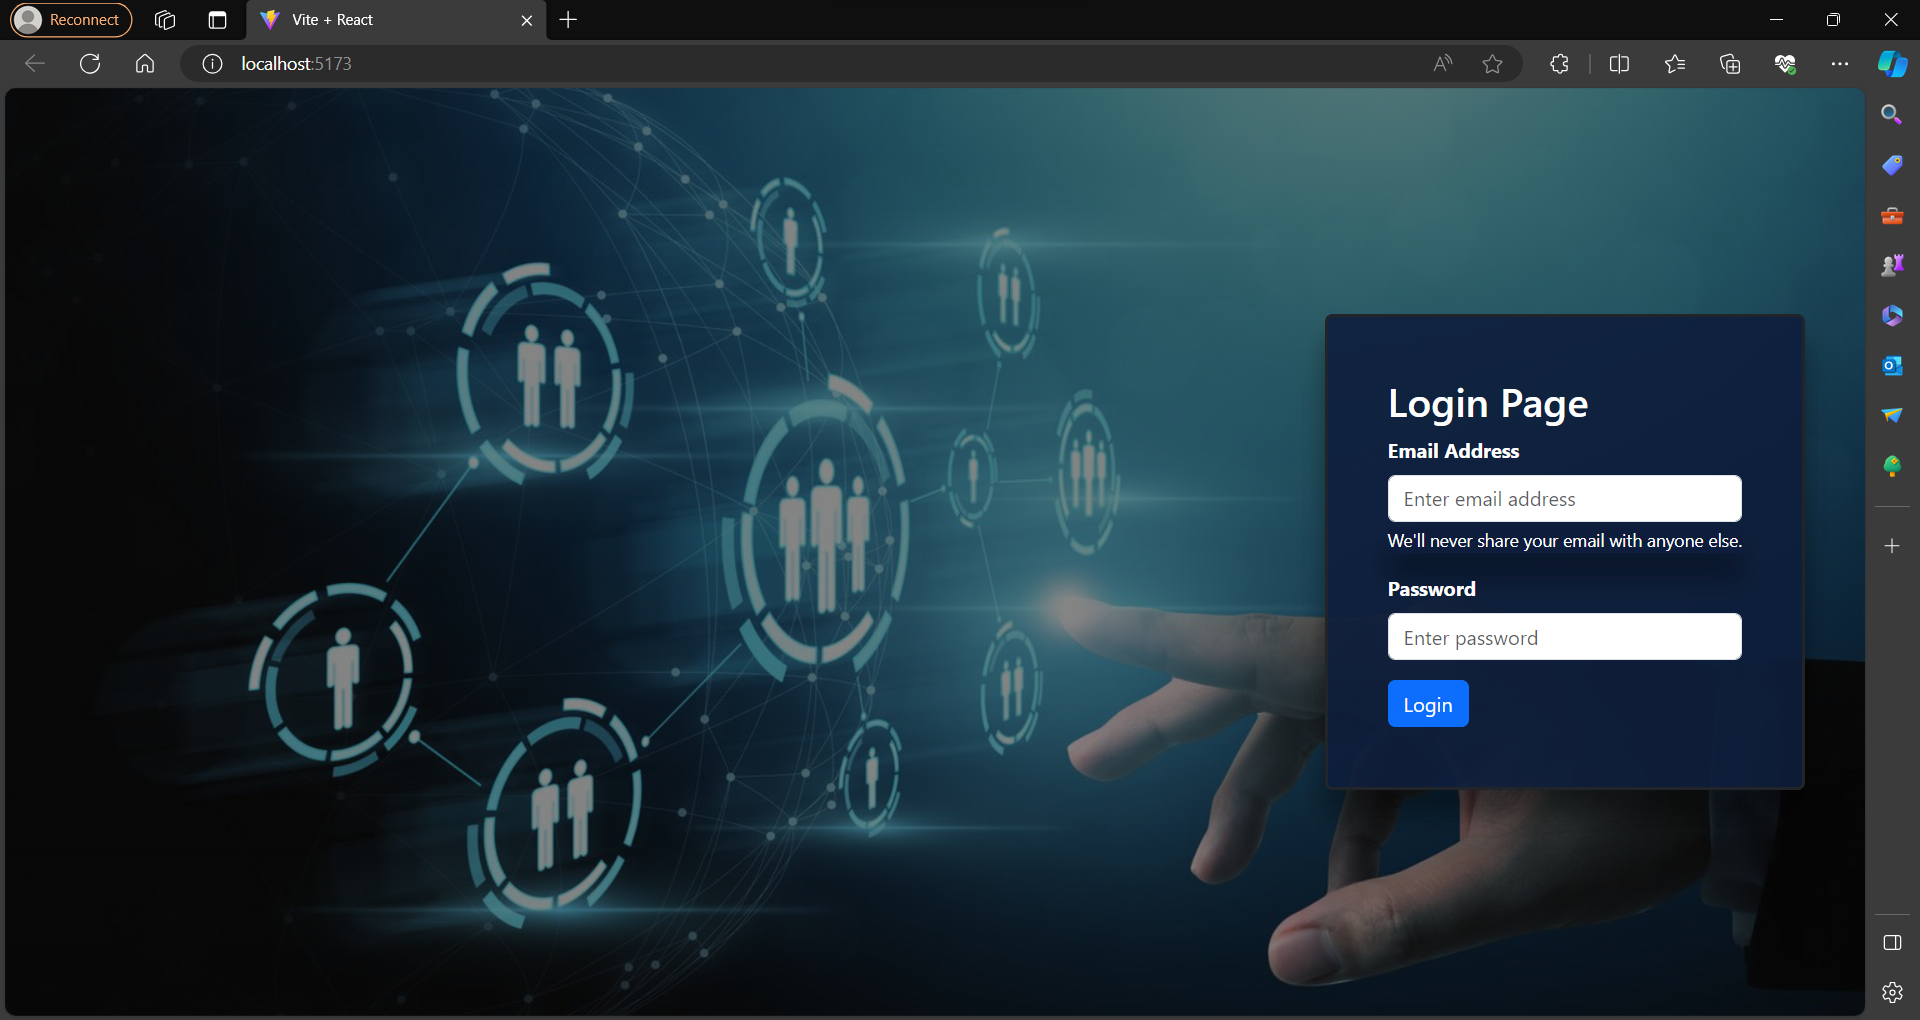 Reconnect
Vite + React
localhost:5173
Login Page
Email Address
Enter email address
We'll never share your email with anyone else.
Password
Enter password
Login